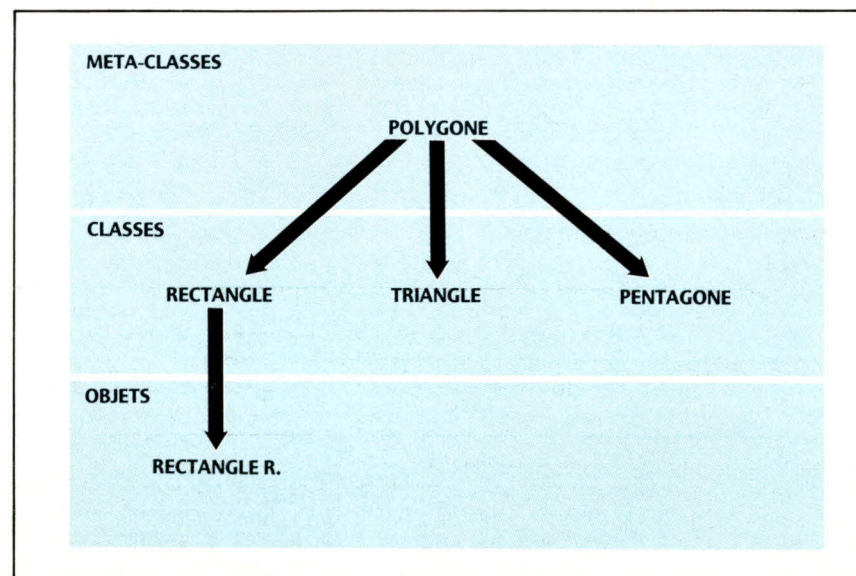 META-CLASSES
POLYGONE
CLASSES
RECTANGLE TRIANGLE PENTAGONE
OBJETS
RECTANGLE R.